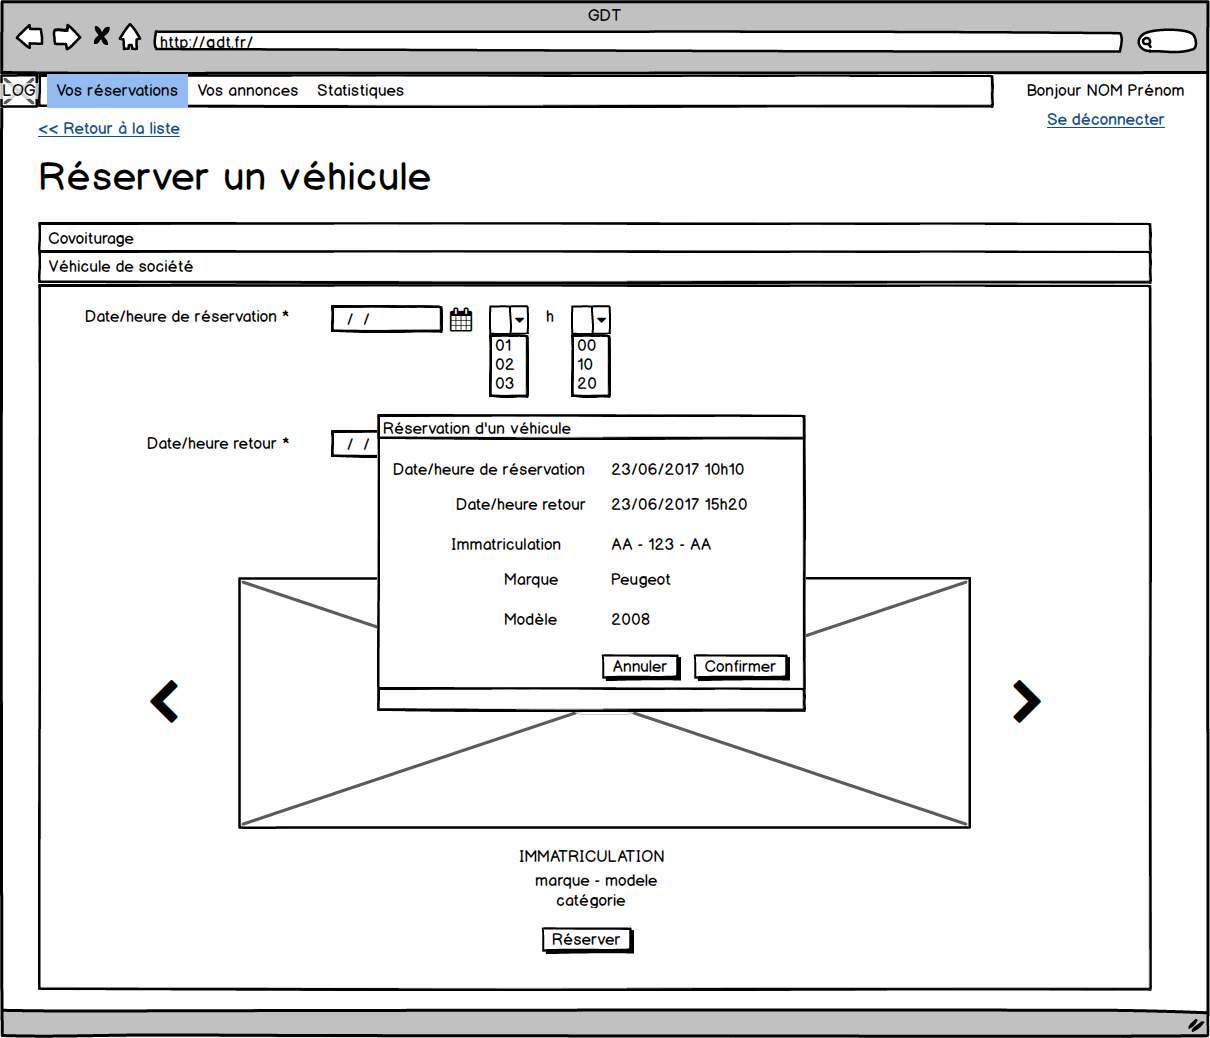 GDT
http://gdt.fr/
LOG Vos réservations Vos annonces Statistiques Bonjour NOM Prénom
<< Retour à la liste Se déconnecter
Réserver un véhicule
Covoiturage
Véhicule de société
Date/heure de réservation * / / h
01 00
02 10
03 20
Date/heure retour * / /
Réservation d'un véhicule
Date/heure de réservation 23/06/2017 10h10
Date/heure retour 23/06/2017 15h20
Immatriculation AA - 123 - AA
Marque Peugeot
Modèle 2008
Annuler Confirmer
IMMATRICULATION
marque - modele
catégorie
Réserver